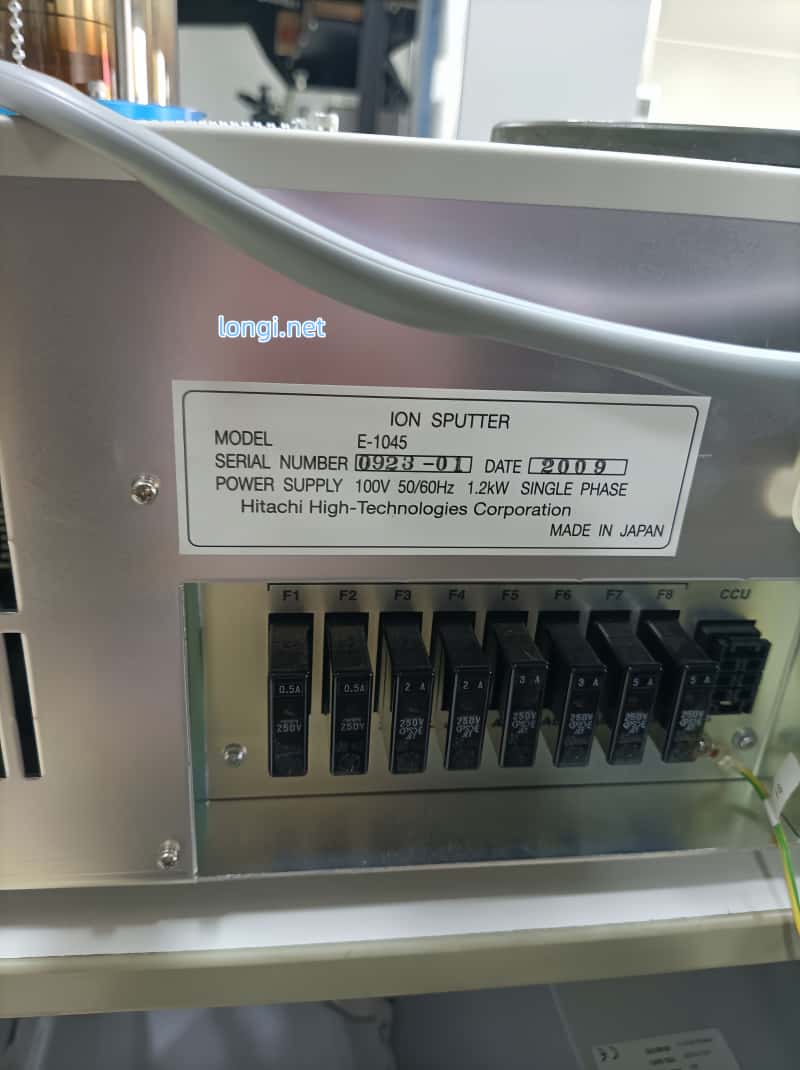 longi.net
ION SPUTTER
MODEL E-1045
SERIAL NUMBER 0923-01 DATE 2009
POWER SUPPLY 100V 50/60Hz 1.2kW SINGLE PHASE
Hitachi High-Technologies Corporation
MADE IN JAPAN
F1 F2 F3 F4 F5 F6 F7 F8 CCU
0.5A 0.5A 2 A 2 A 3 A 3 A 5 A 5 A
250V 250V 250V 250V 250V 250V 250V 250V